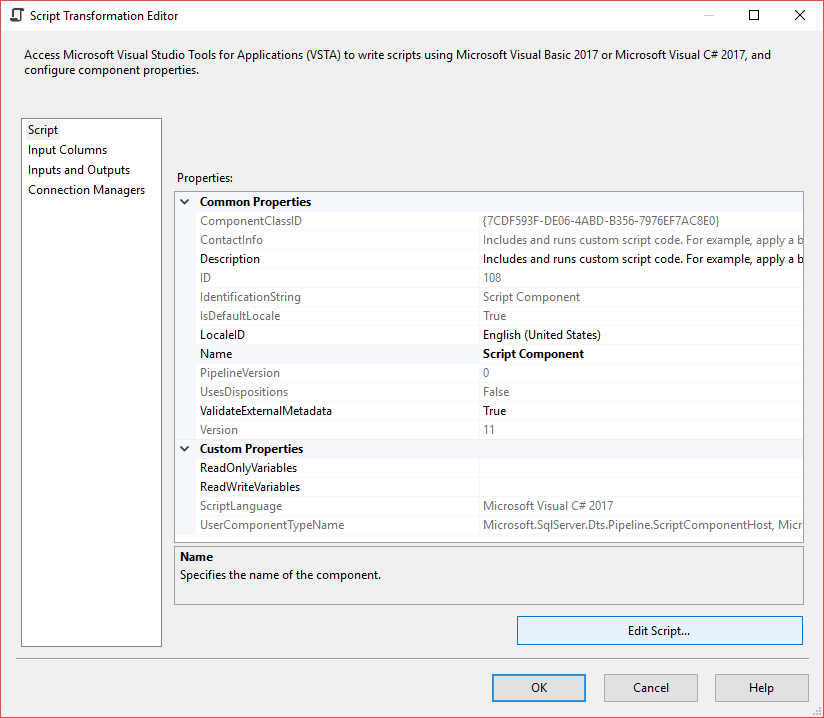 Script Transformation Editor
Access Microsoft Visual Studio Tools for Applications (VSTA) to write scripts using Microsoft Visual Basic 2017 or Microsoft Visual C# 2017, and
configure component properties.
Script
Input Columns
Inputs and Outputs
Connection Managers
Properties:
Common Properties
ComponentClassID {7CDF593F-DE06-4ABD-B356-7976EF7AC8E0}
ContactInfo Includes and runs custom script code. For example, apply a b
Description Includes and runs custom script code. For example, apply a b
ID 108
IdentificationString Script Component
IsDefaultLocale True
LocaleID English (United States)
Name Script Component
PipelineVersion 0
UsesDispositions False
ValidateExternalMetadata True
Version 11
Custom Properties
ReadOnlyVariables
ReadWriteVariables
ScriptLanguage Microsoft Visual C# 2017
UserComponentTypeName Microsoft.SqlServer.Dts.Pipeline.ScriptComponentHost, Micr
Name
Specifies the name of the component.
Edit Script...
OK Cancel Help